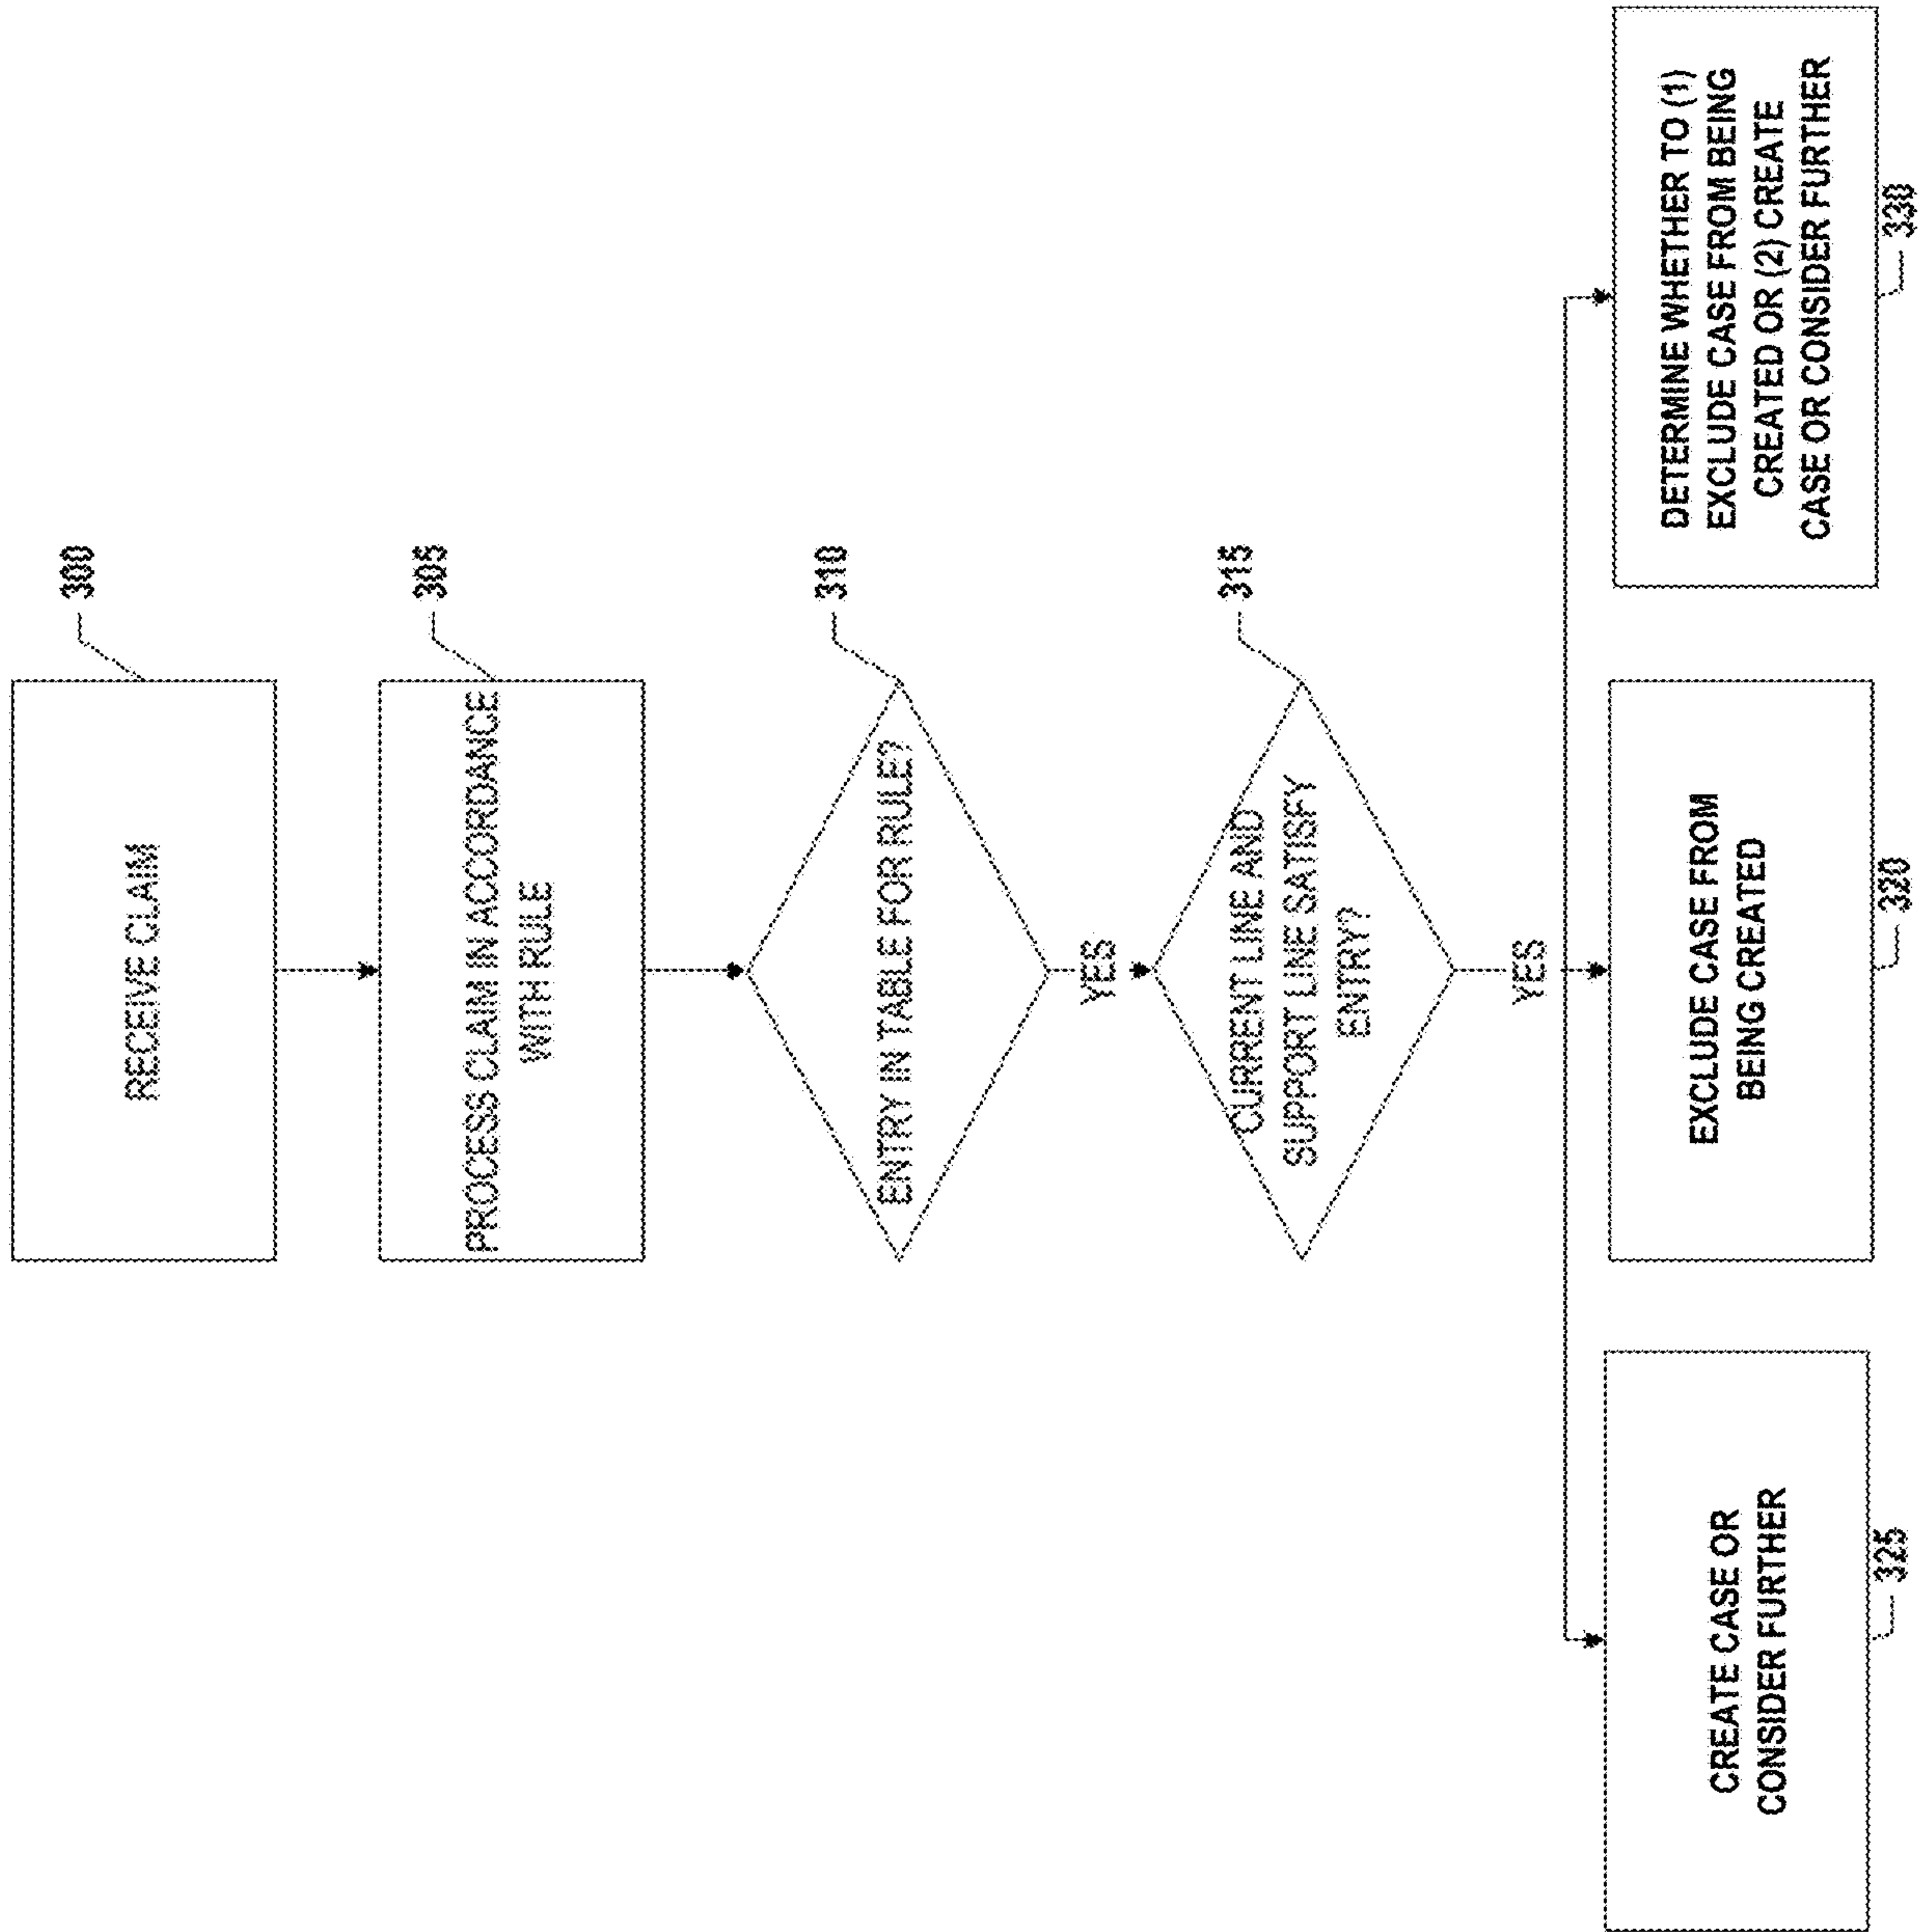 RECEIVE CLAIM
300
PROCESS CLAIM IN ACCORDANCE
WITH RULE
305
ENTRY IN TABLE FOR RULE?
310
YES
CURRENT LINE AND
SUPPORT LINE SATISFY
ENTRY?
315
YES
CREATE CASE OR
CONSIDER FURTHER
325
EXCLUDE CASE FROM
BEING CREATED
320
DETERMINE WHETHER TO (1)
EXCLUDE CASE FROM BEING
CREATED OR (2) CREATE
CASE OR CONSIDER FURTHER
330